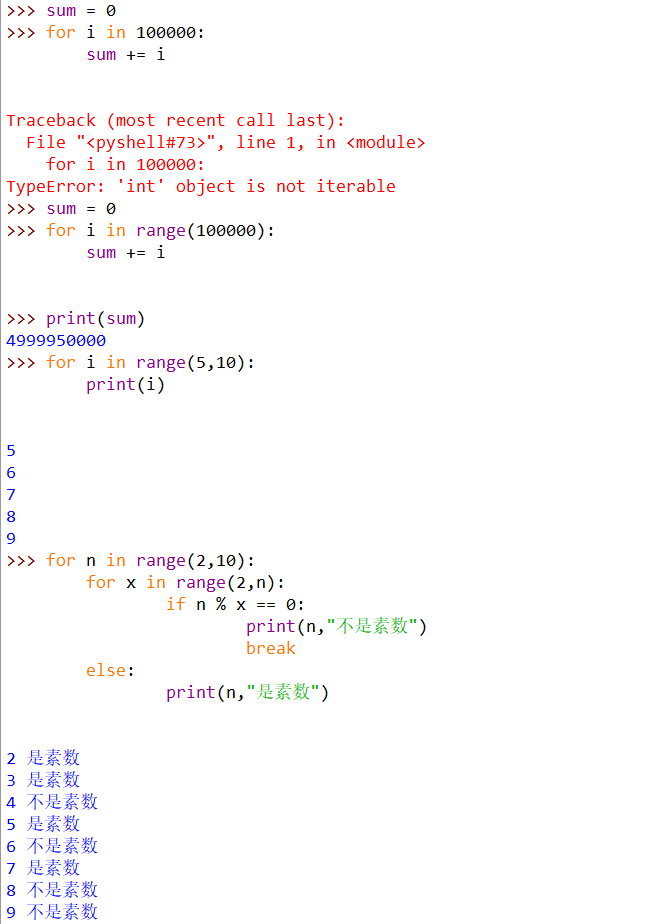 >>> sum = 0
>>> for i in 100000:
        sum += i
Traceback (most recent call last):
  File "<pyshell#73>", line 1, in <module>
    for i in 100000:
TypeError: 'int' object is not iterable
>>> sum = 0
>>> for i in range(100000):
        sum += i
>>> print(sum)
4999950000
>>> for i in range(5,10):
        print(i)
5
6
7
8
9
>>> for n in range(2,10):
        for x in range(2,n):
                if n % x == 0:
                        print(n,"不是素数")
                        break
        else:
                print(n,"是素数")
2 是素数
3 是素数
4 不是素数
5 是素数
6 不是素数
7 是素数
8 不是素数
9 不是素数